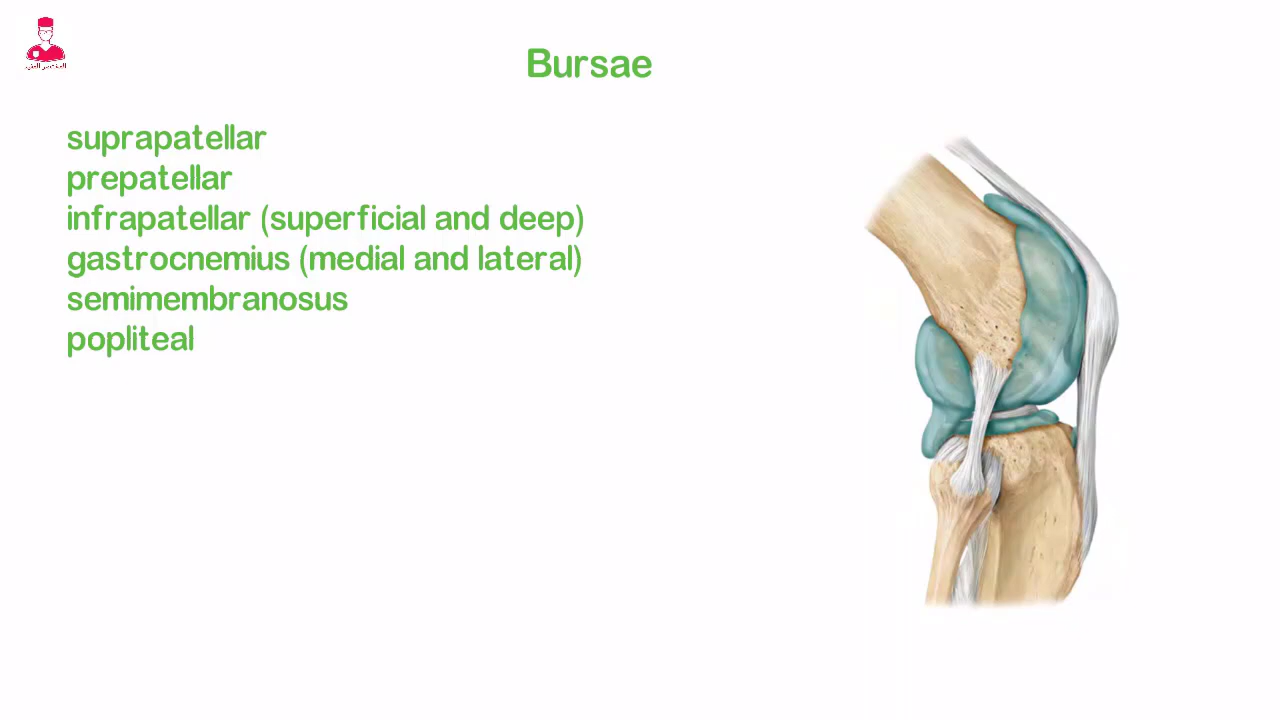 Bursae
suprapatellar
prepatellar
infrapatellar (superficial and deep)
gastrocnemius (medial and lateral)
semimembranosus
popliteal